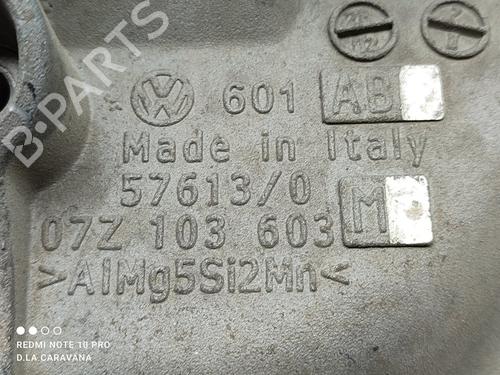 601 AB
Made in Italy
57613/0
07Z 103 603 M
>AlMg5Si2Mn<
B-PARTS
REDMI NOTE 10 PRO
D.LA CARAVANA